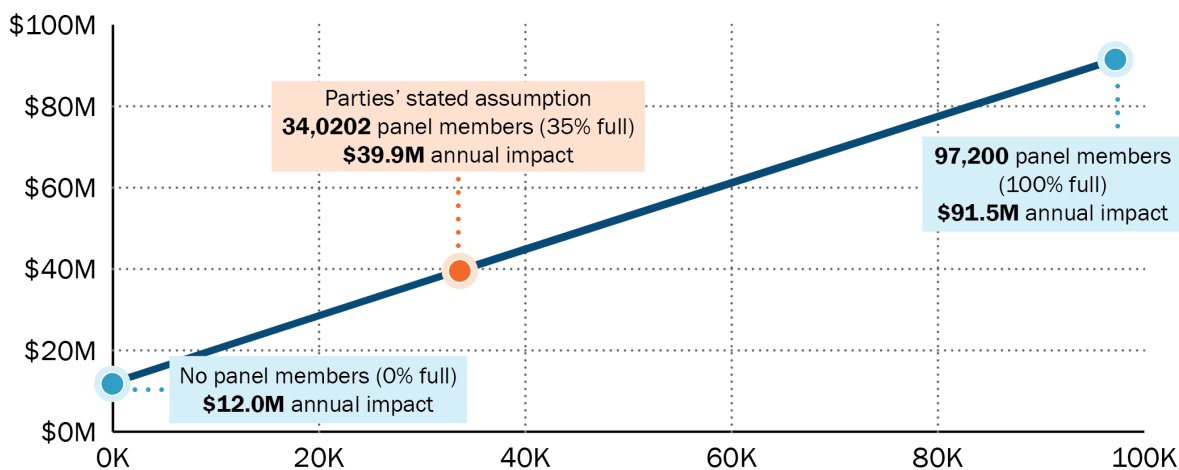 $100M
$80M
$60M
$40M
$20M
$0M
Parties’ stated assumption
34,0202 panel members (35% full)
$39.9M annual impact
97,200 panel members
(100% full)
$91.5M annual impact
No panel members (0% full)
$12.0M annual impact
0K 20K 40K 60K 80K 100K